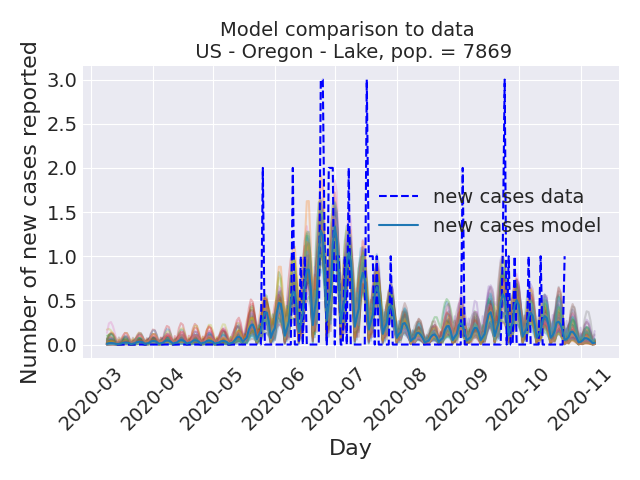 Model comparison to data
US - Oregon - Lake, pop. = 7869
Number of new cases reported
3.0
2.5
2.0
1.5
1.0
0.5
0.0
new cases data
new cases model
2020-03
2020-04
2020-05
2020-06
2020-07
2020-08
2020-09
2020-10
2020-11
Day